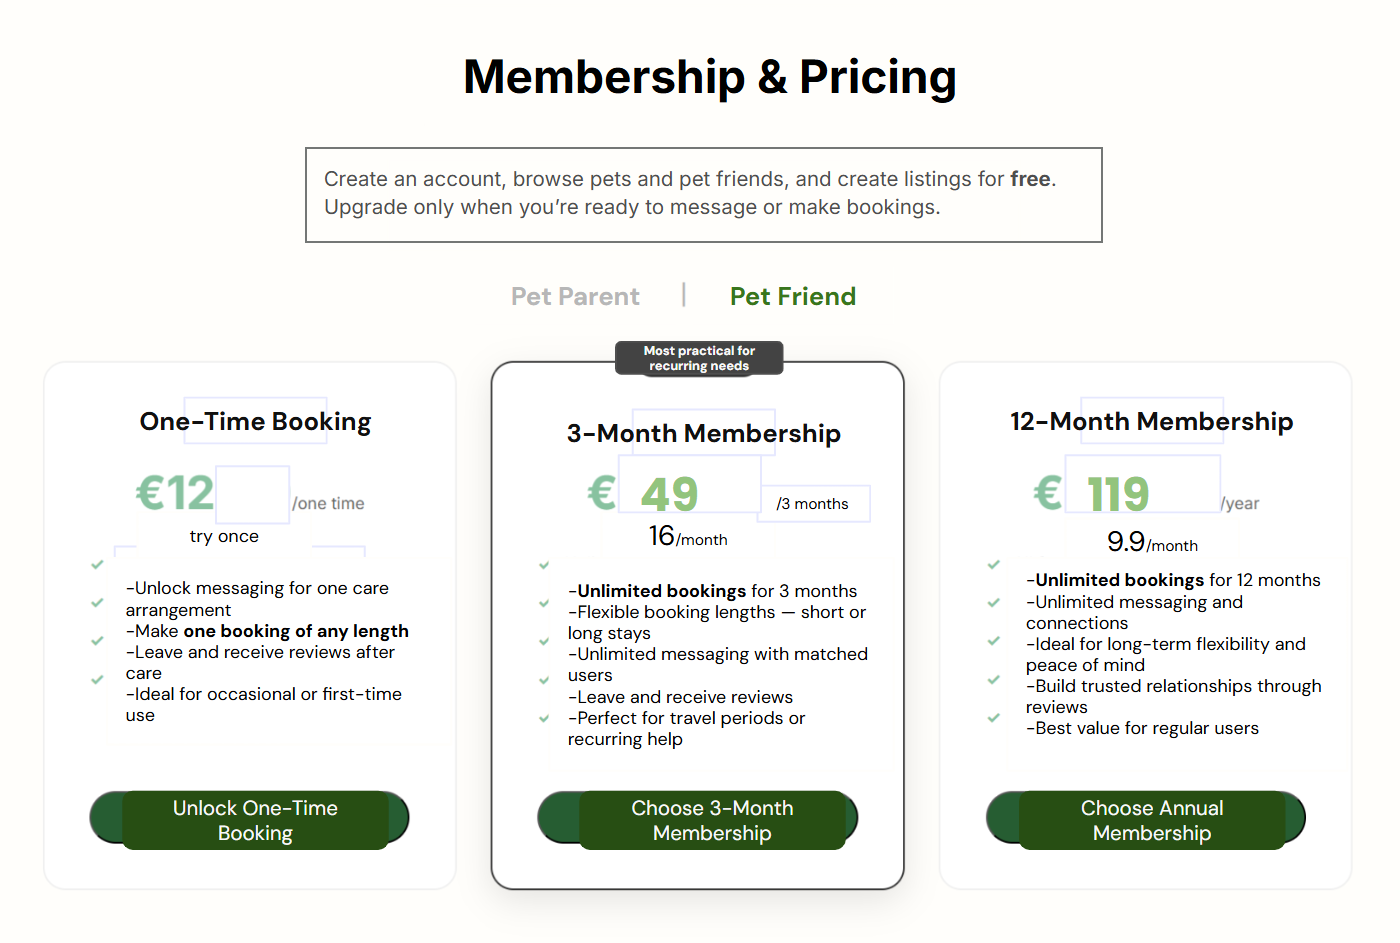 Membership & Pricing
Create an account, browse pets and pet friends, and create listings for free.
Upgrade only when you’re ready to message or make bookings.
Pet Parent | Pet Friend
One-Time Booking
€12 /one time
try once
-Unlock messaging for one care
arrangement
-Make one booking of any length
-Leave and receive reviews after
care
-Ideal for occasional or first-time
use
Unlock One-Time
Booking
Most practical for
recurring needs
3-Month Membership
€ 49 /3 months
16/month
-Unlimited bookings for 3 months
-Flexible booking lengths — short or
long stays
-Unlimited messaging with matched
users
-Leave and receive reviews
-Perfect for travel periods or
recurring help
Choose 3-Month
Membership
12-Month Membership
€ 119 /year
9.9/month
-Unlimited bookings for 12 months
-Unlimited messaging and
connections
-Ideal for long-term flexibility and
peace of mind
-Build trusted relationships through
reviews
-Best value for regular users
Choose Annual
Membership